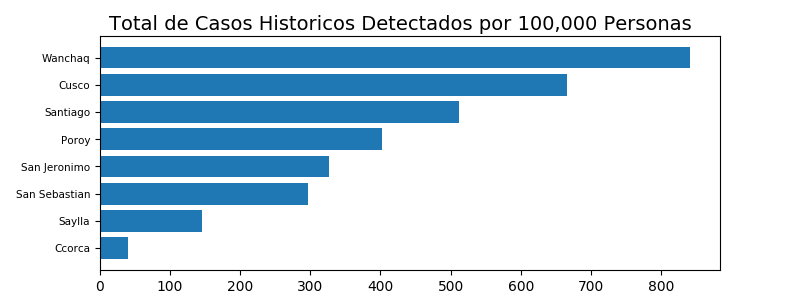 Total de Casos Historicos Detectados por 100,000 Personas
Wanchaq
Cusco
Santiago
Poroy
San Jeronimo
San Sebastian
Saylla
Ccorca
0 100 200 300 400 500 600 700 800